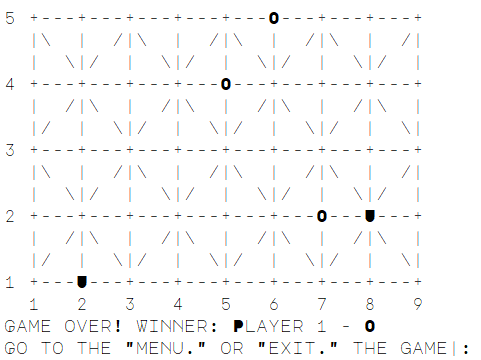 5 +---+---+---+---+---O---+---+---+
  |\  |  /|\  |  /|\  |  /|\  |  /|
  |  \|/  |  \|/  |  \|/  |  \|/  |
4 +---+---+---+---O---+---+---+---+
  |  /|\  |  /|\  |  /|\  |  /|\  |
  |/  |  \|/  |  \|/  |  \|/  |  \|
3 +---+---+---+---+---+---+---+---+
  |\  |  /|\  |  /|\  |  /|\  |  /|
  |  \|/  |  \|/  |  \|/  |  \|/  |
2 +---+---+---+---+---+---O---■---+
  |  /|\  |  /|\  |  /|\  |  /|\  |
  |/  |  \|/  |  \|/  |  \|/  |  \|
1 +---■---+---+---+---+---+---+---+
  1   2   3   4   5   6   7   8   9
GAME OVER! WINNER: PLAYER 1 - O
GO TO THE "MENU." OR "EXIT." THE GAME|: